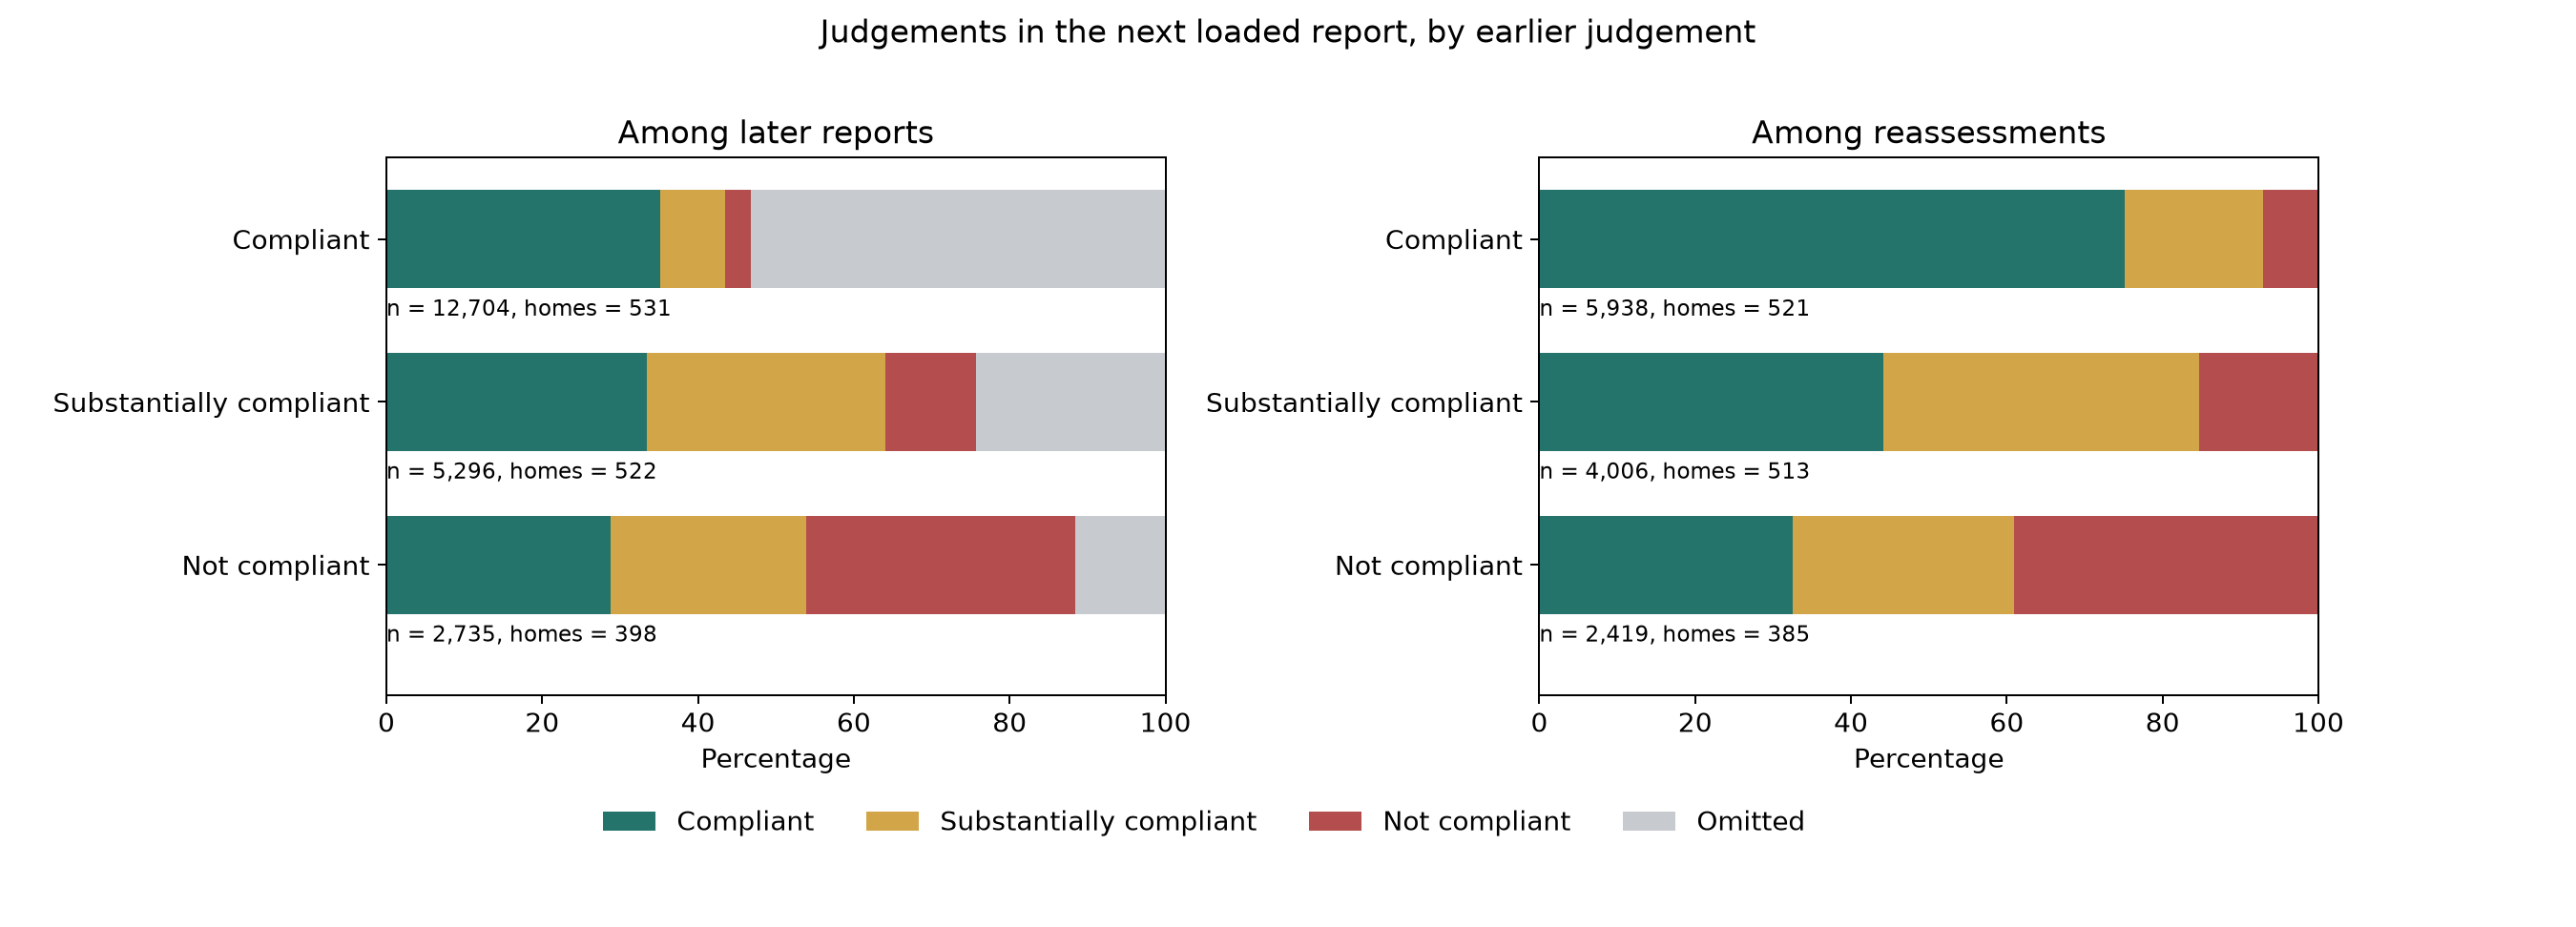 Judgements in the next loaded report, by earlier judgement
Among later reports
Compliant
n = 12,704, homes = 531
Substantially compliant
n = 5,296, homes = 522
Not compliant
n = 2,735, homes = 398
0 20 40 60 80 100
Percentage
Among reassessments
Compliant
n = 5,938, homes = 521
Substantially compliant
n = 4,006, homes = 513
Not compliant
n = 2,419, homes = 385
0 20 40 60 80 100
Percentage
Compliant Substantially compliant Not compliant Omitted